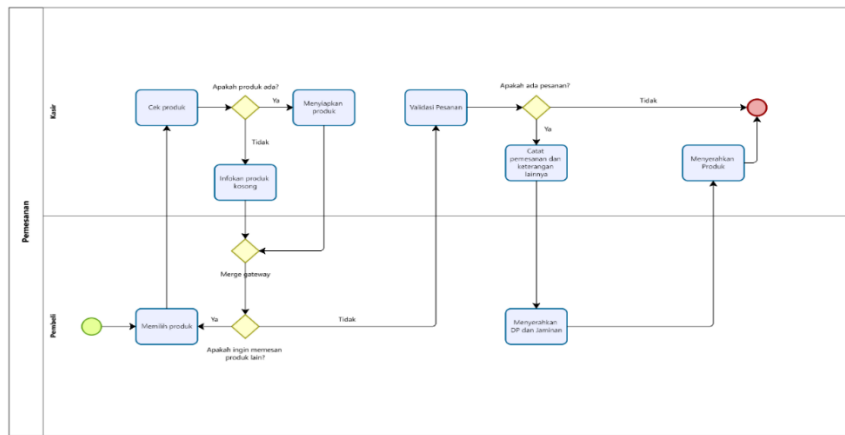 Pemesanan
Kasir
Pembeli
Apakah produk ada?
Cek produk
Ya
Menyiapkan
produk
Tidak
Infokan produk
kosong
Merge gateway
Memilih produk
Ya
Apakah ingin memesan
produk lain?
Tidak
Validasi Pesanan
Apakah ada pesanan?
Tidak
Ya
Catat
pemesanan dan
keterangan
lainnya
Menyerahkan
DP dan Jaminan
Menyerahkan
Produk